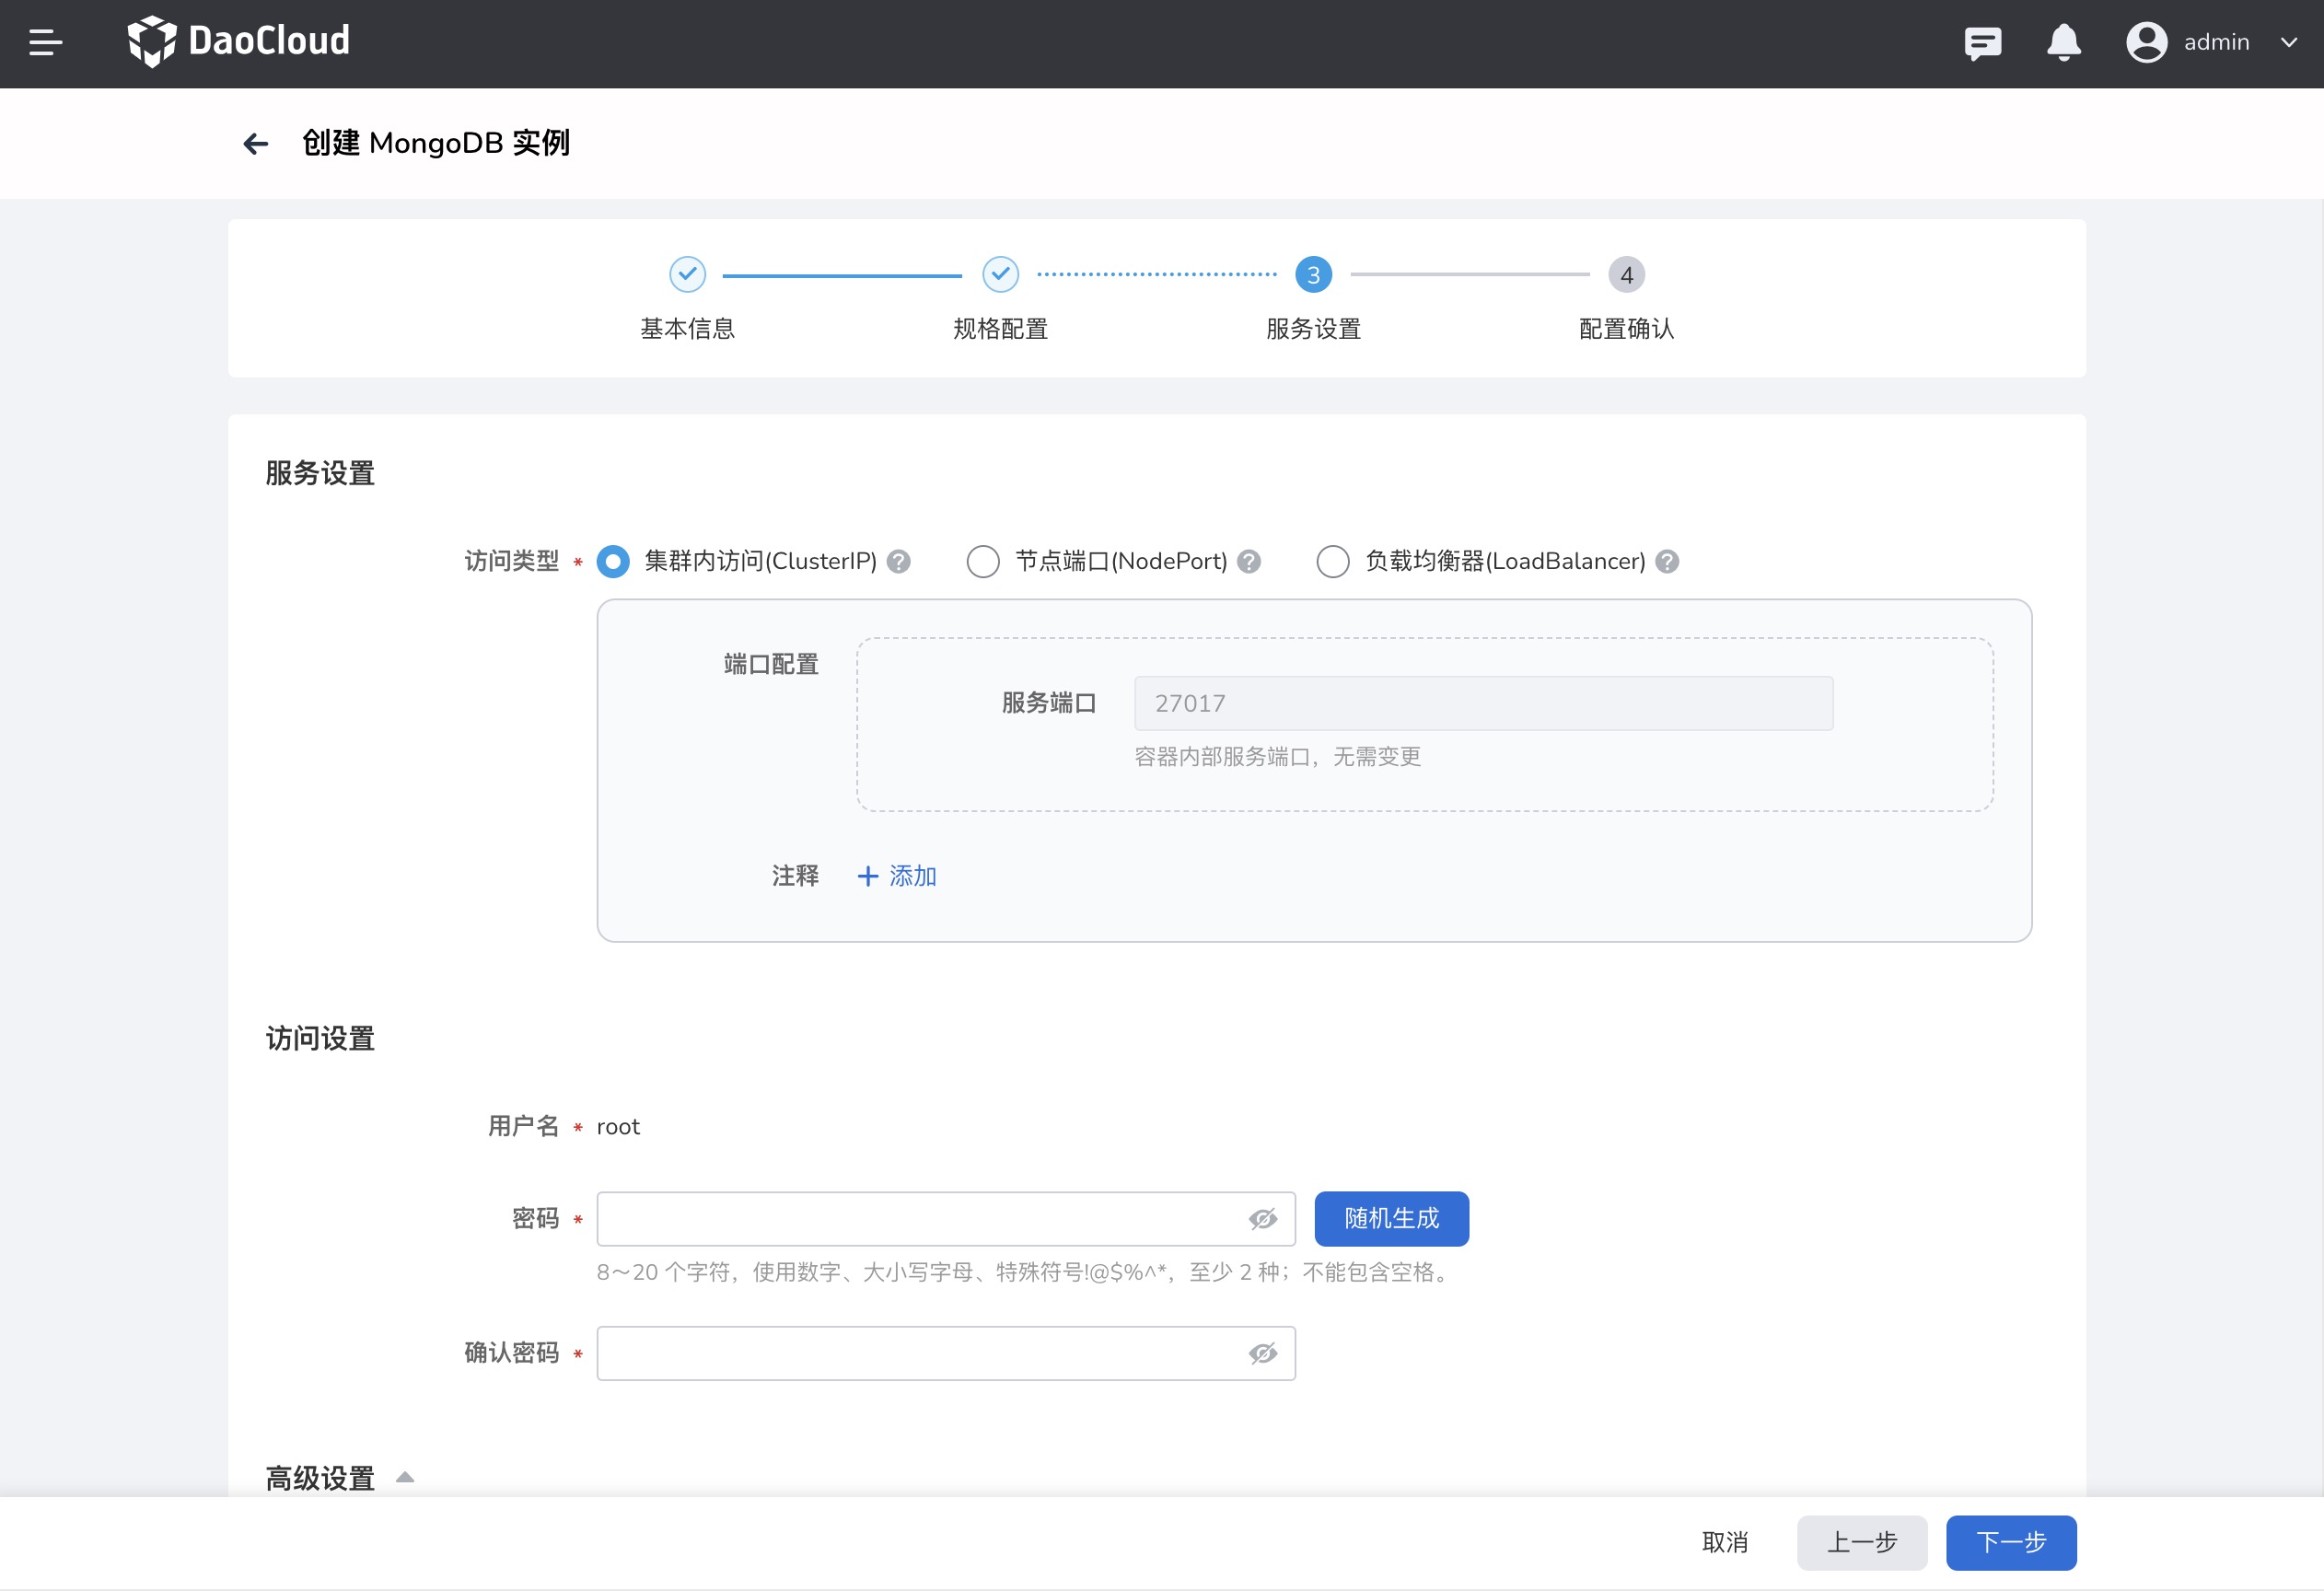 DaoCloud
admin
创建 MongoDB 实例
3
4
基本信息
规格配置
服务设置
配置确认
服务设置
访问类型 *
集群内访问(ClusterIP) ?
节点端口(NodePort) ?
负载均衡器(LoadBalancer) ?
端口配置
服务端口
27017
容器内部服务端口，无需变更
注释
+ 添加
访问设置
用户名 * root
密码 *
随机生成
8～20 个字符，使用数字、大小写字母、特殊符号!@$%^*，至少 2 种；不能包含空格。
确认密码 *
高级设置
取消
上一步
下一步